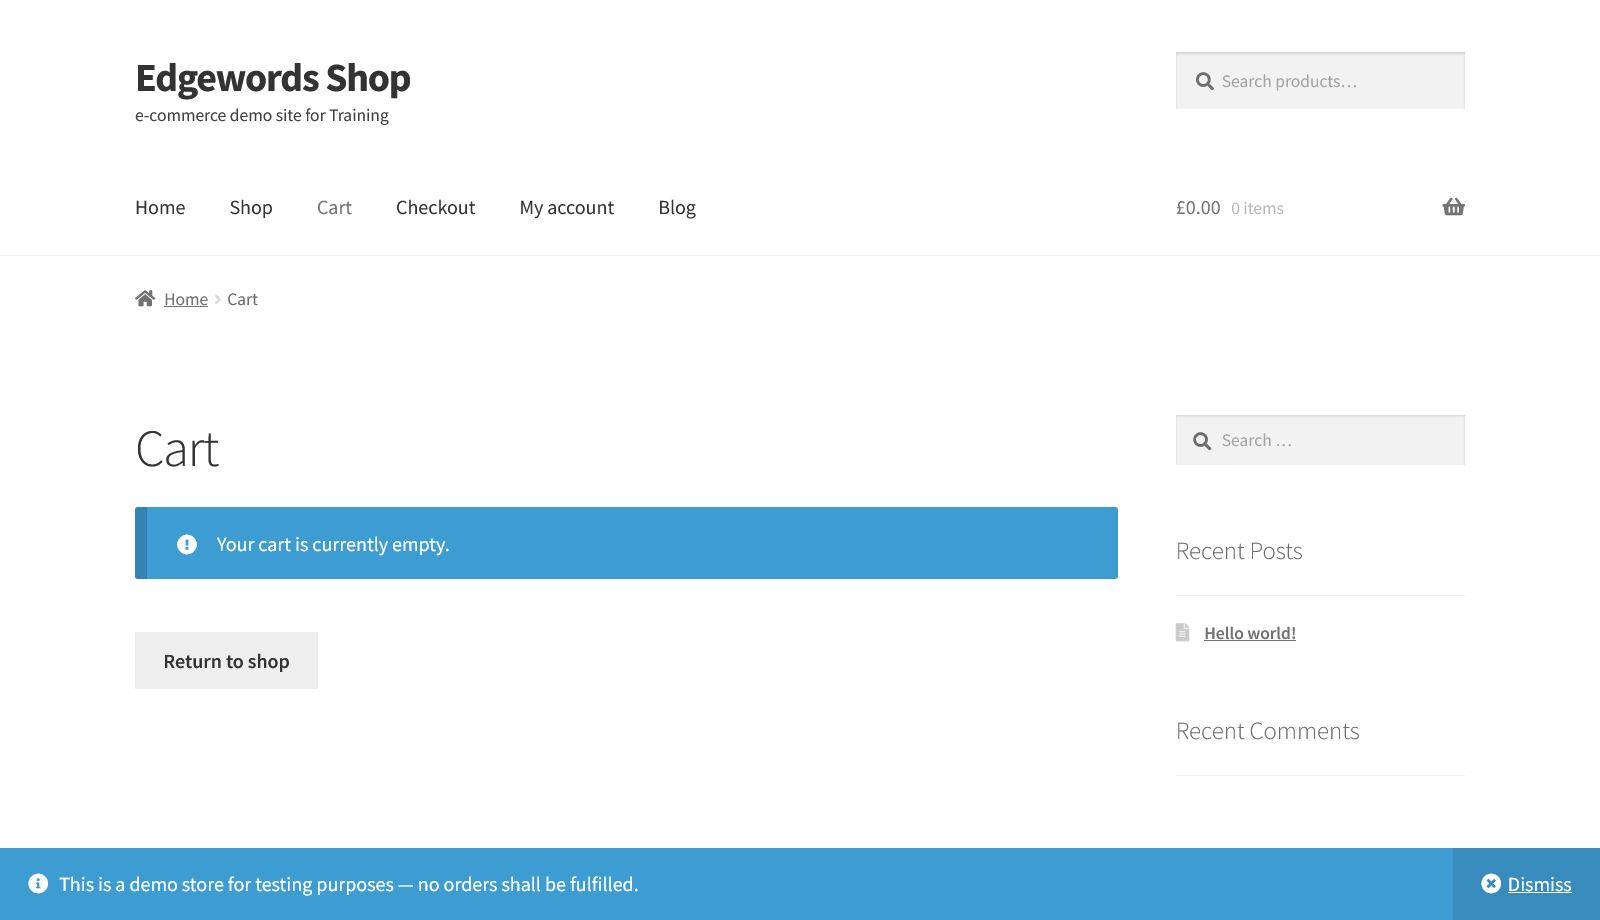 Edgewords Shop
e-commerce demo site for Training
Search products…
Home Shop Cart Checkout My account Blog
£0.00 0 items
Home Cart
Cart
Your cart is currently empty.
Return to shop
Search …
Recent Posts
Hello world!
Recent Comments
This is a demo store for testing purposes — no orders shall be fulfilled.
Dismiss